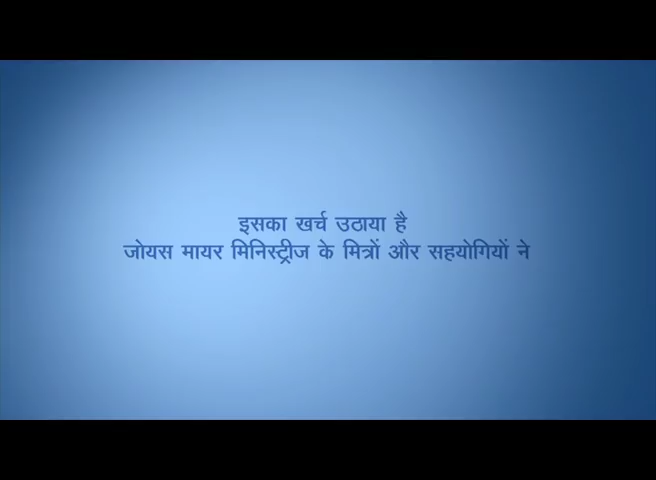 इसका खर्च उठाया है
जोयस मायर मिनिस्ट्रीज के मित्रों और सहयोगियों ने